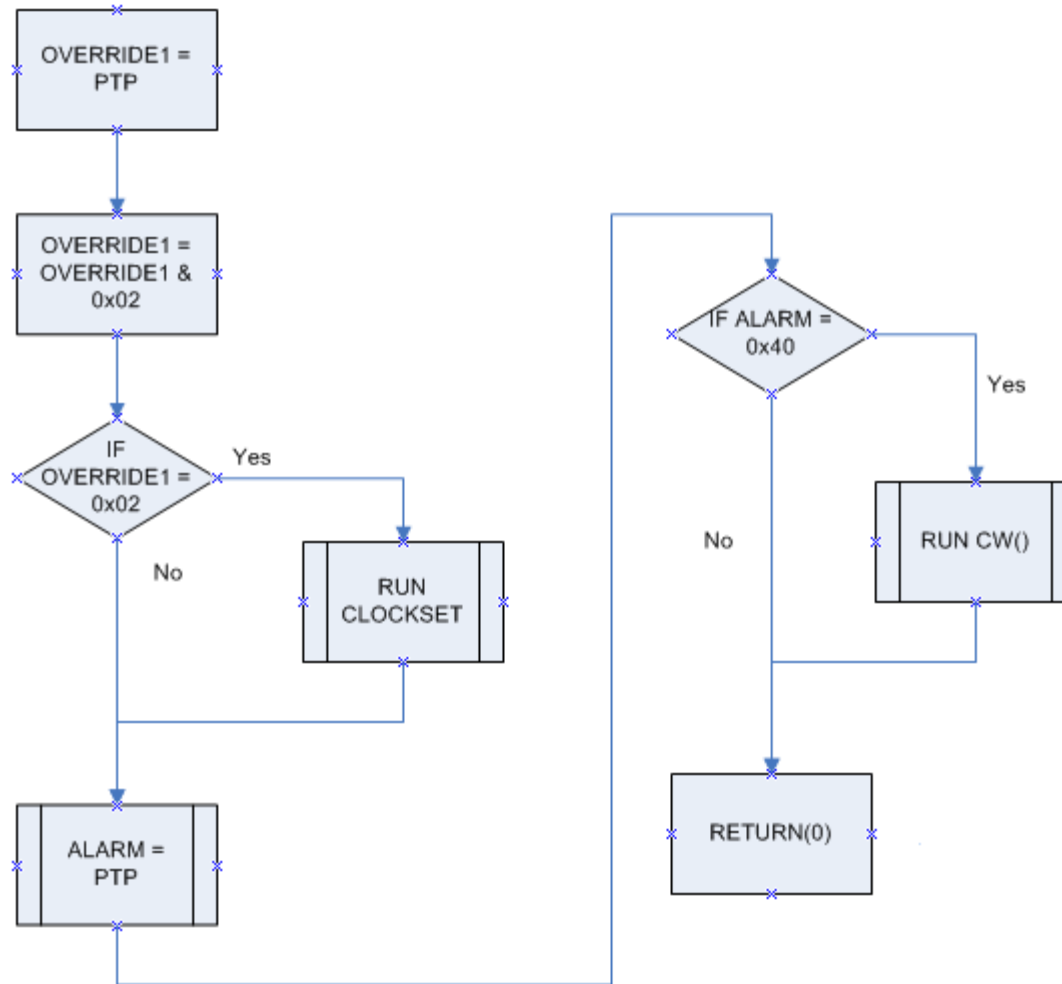 OVERRIDE1 =
PTP
OVERRIDE1 =
OVERRIDE1 &
0x02
IF
OVERRIDE1 =
0x02
Yes
No
RUN
CLOCKSET
ALARM =
PTP
IF ALARM =
0x40
Yes
No
RUN CW()
RETURN(0)